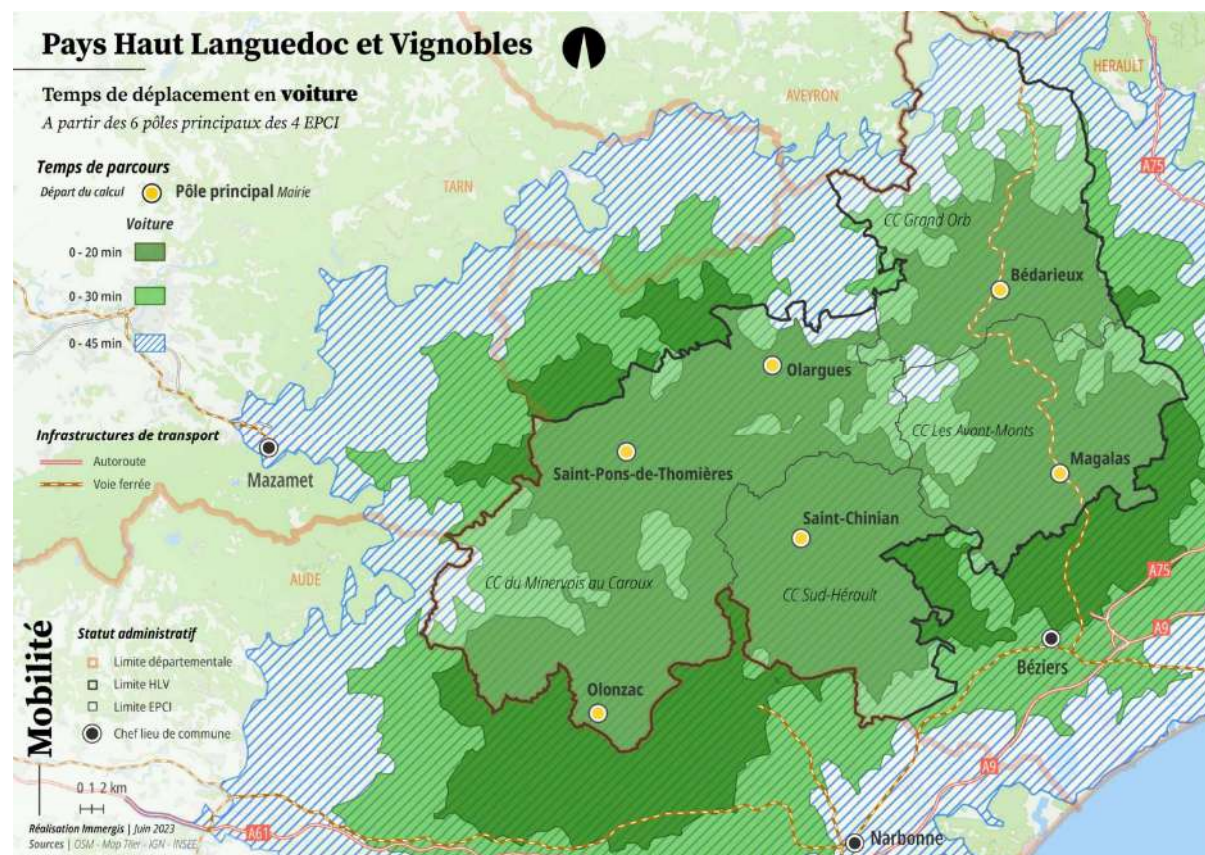 Pays Haut Languedoc et Vignobles
Temps de déplacement en voiture
A partir des 6 pôles principaux des 4 EPCI
Temps de parcours
Départ du calcul
Pôle principal Mairie
Voiture
0 - 20 min
0 - 30 min
0 - 45 min
Infrastructures de transport
Autoroute
Voie ferrée
Mobilité
Statut administratif
Limite départementale
Limite HLV
Limite EPCI
Chef lieu de commune
0 1 2 km
Réalisation Immergis | Juin 2023
Sources | OSM - Map Tiler - IGN - INSEE
HERAULT
AVEYRON
A75
TARN
CC Grand Orb
Bédarieux
Olargues
CC Les Avant-Monts
Mazamet
Saint-Pons-de-Thomières
Magalas
Saint-Chinian
AUDE
CC du Minervois au Caroux
CC Sud-Hérault
A75
A9
Béziers
Olonzac
A9
A61
Narbonne